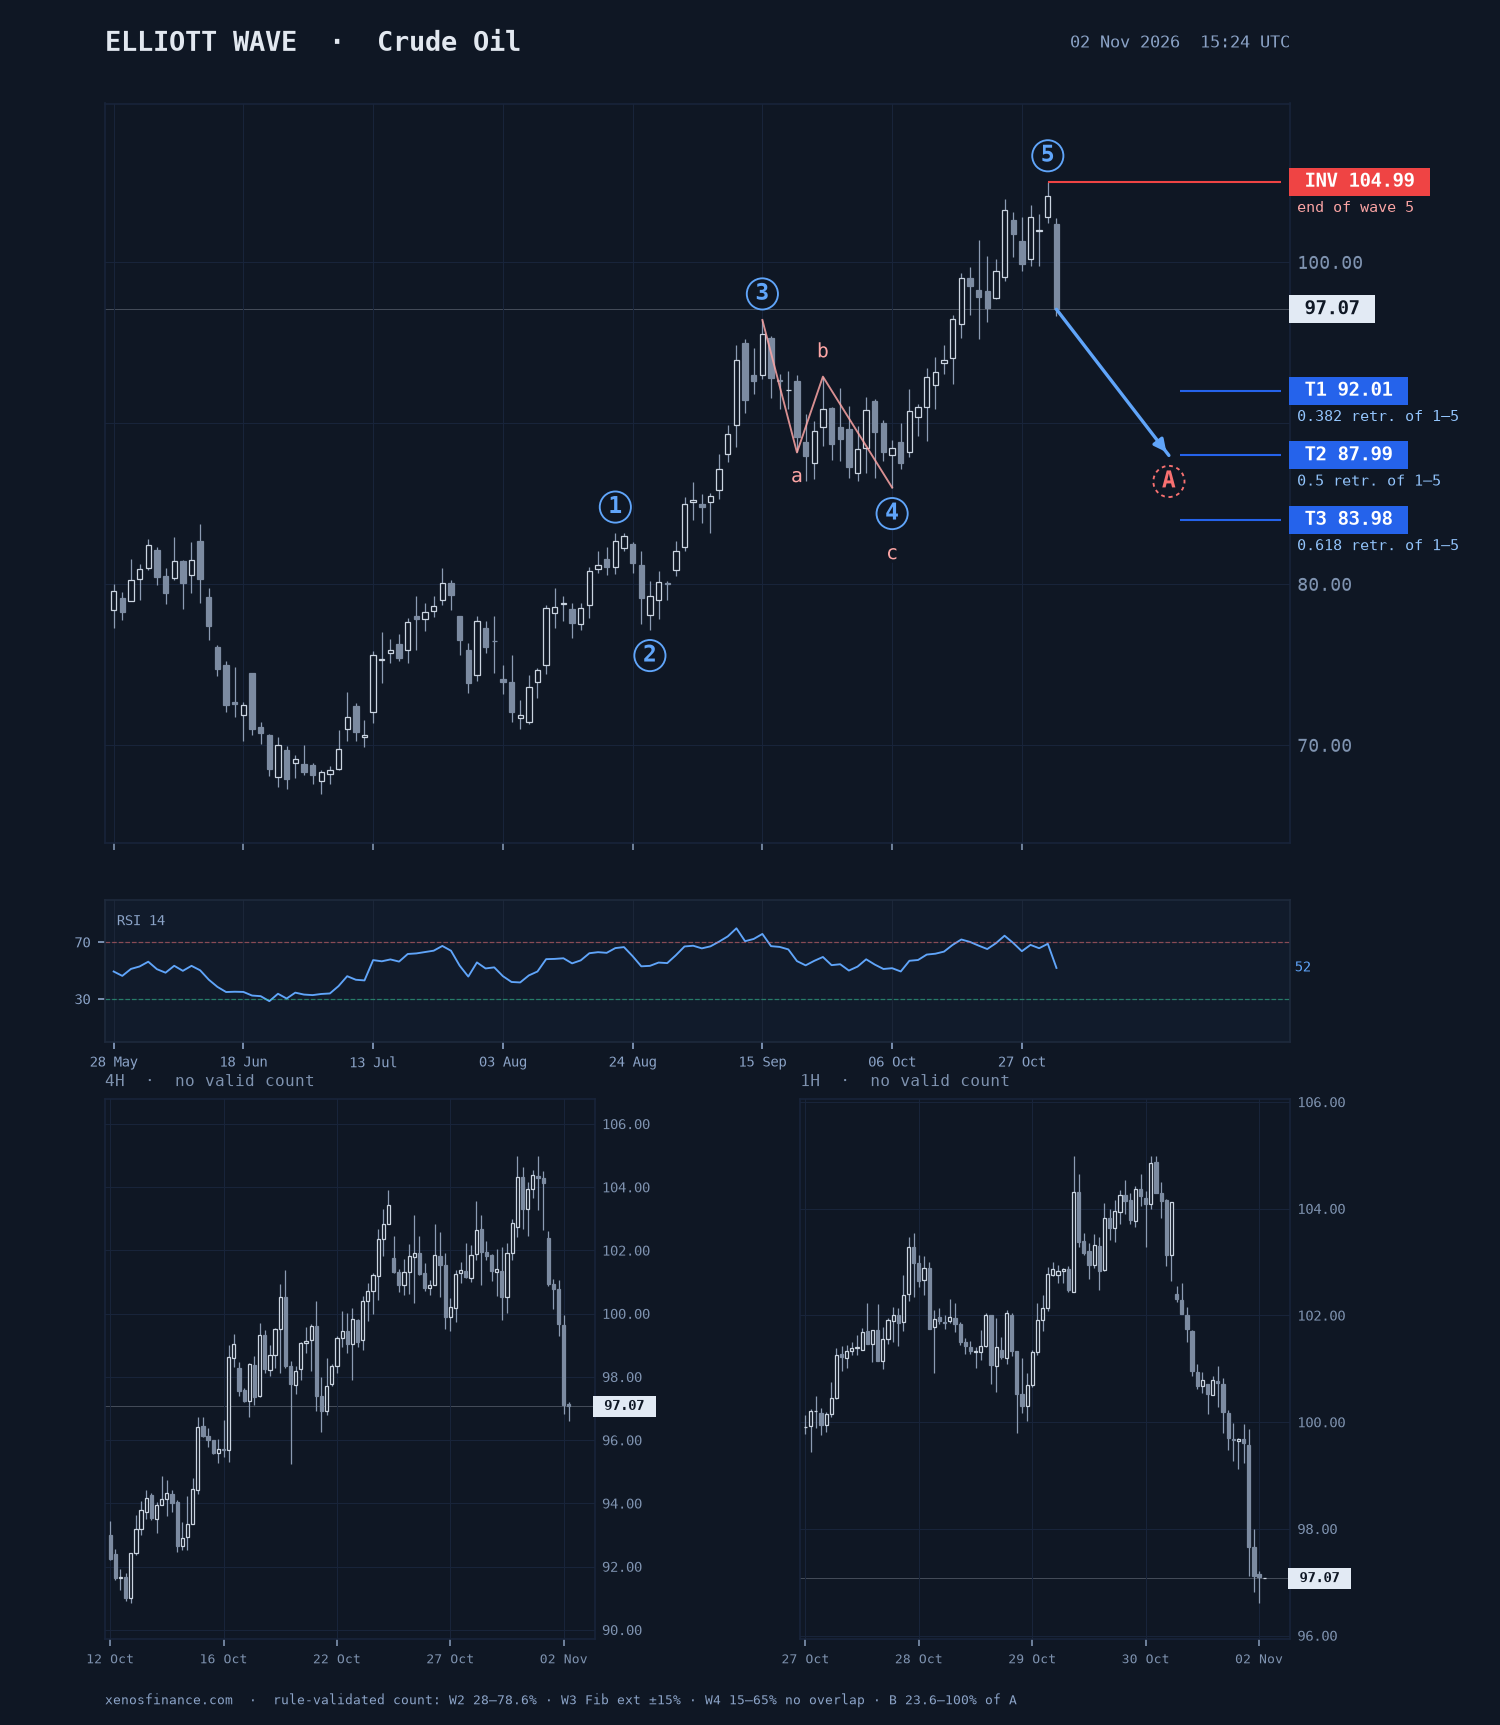 ELLIOTT WAVE · Crude Oil
02 Nov 2026 15:24 UTC
5
INV 104.99
end of wave 5
100.00
3
97.07
b
T1 92.01
0.382 retr. of 1–5
T2 87.99
a
A
0.5 retr. of 1–5
1
4
T3 83.98
0.618 retr. of 1–5
c
80.00
2
70.00
RSI 14
70
52
30
28 May 18 Jun 13 Jul 03 Aug 24 Aug 15 Sep 06 Oct 27 Oct
4H · no valid count
106.00
104.00
102.00
100.00
98.00
97.07
96.00
94.00
92.00
90.00
12 Oct 16 Oct 22 Oct 27 Oct 02 Nov
1H · no valid count
106.00
104.00
102.00
100.00
98.00
97.07
96.00
27 Oct 28 Oct 29 Oct 30 Oct 02 Nov
xenosfinance.com · rule-validated count: W2 28–78.6% · W3 Fib ext ±15% · W4 15–65% no overlap · B 23.6–100% of A